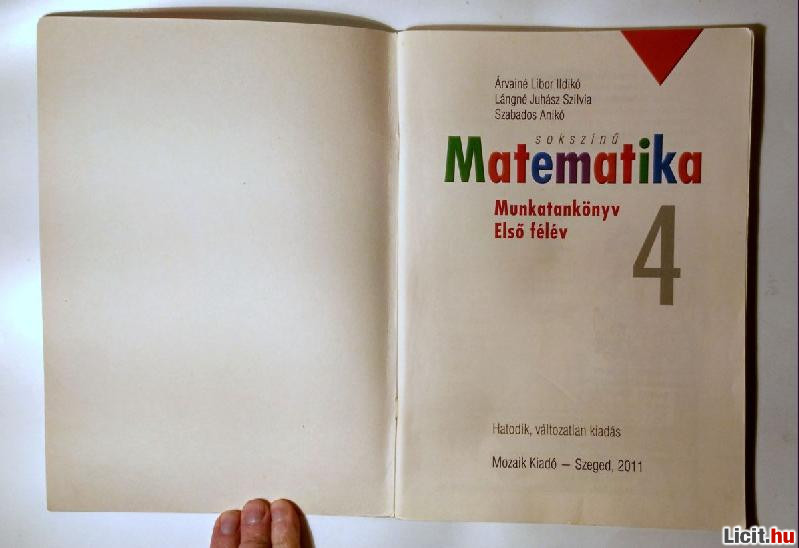 Árvainé Libor Ildikó
Lángné Juhász Szilvia
Szabados Anikó
sokszínű
Matematika
Munkatankönyv
Első félév
4
Hatodik, változatlan kiadás
Mozaik Kiadó – Szeged, 2011
Licit.hu